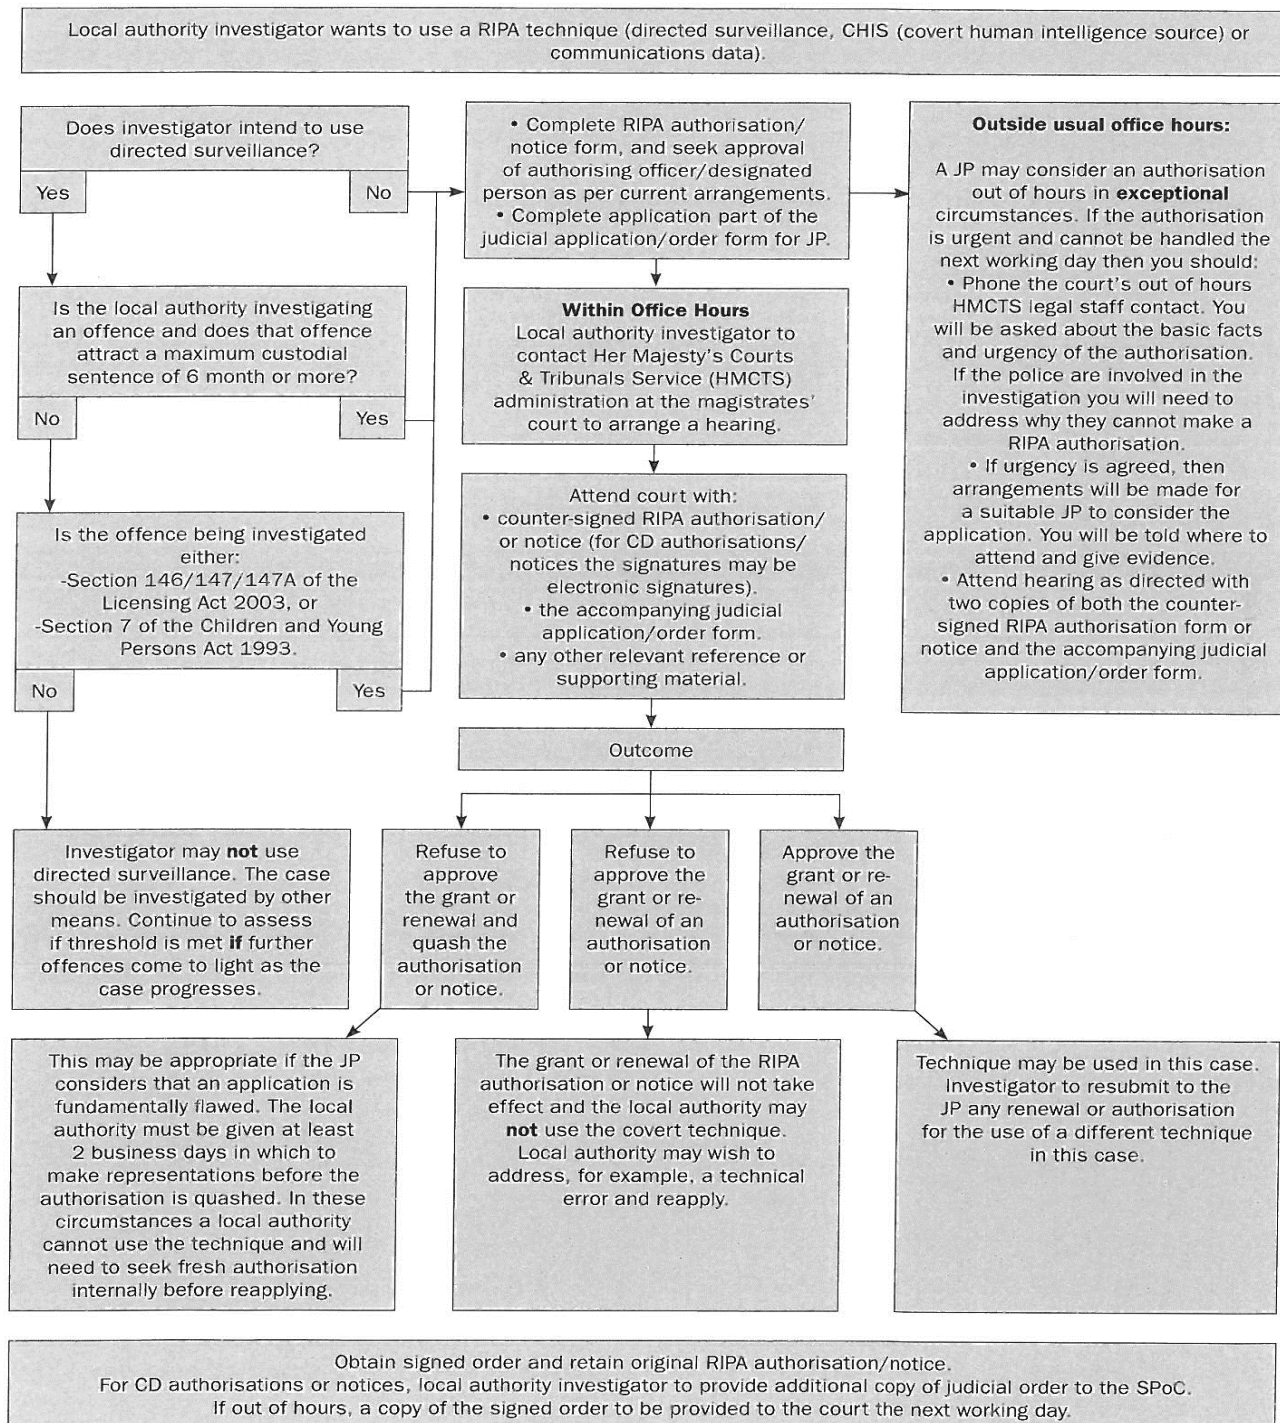 Local authority investigator wants to use a RIPA technique (directed surveillance, CHIS (covert human intelligence source) or
communications data).
Does investigator intend to use
directed surveillance?
Yes
No
Is the local authority investigating
an offence and does that offence
attract a maximum custodial
sentence of 6 month or more?
No
Yes
Is the offence being investigated
either:
-Section 146/147/147A of the
Licensing Act 2003, or
-Section 7 of the Children and Young
Persons Act 1993.
No
Yes
Investigator may not use
directed surveillance. The case
should be investigated by other
means. Continue to assess
if threshold is met if further
offences come to light as the
case progresses.
• Complete RIPA authorisation/
notice form, and seek approval
of authorising officer/designated
person as per current arrangements.
• Complete application part of the
judicial application/order form for JP.
Within Office Hours
Local authority investigator to
contact Her Majesty's Courts
& Tribunals Service (HMCTS)
administration at the magistrates'
court to arrange a hearing.
Attend court with:
• counter-signed RIPA authorisation/
or notice (for CD authorisations/
notices the signatures may be
electronic signatures).
• the accompanying judicial
application/order form.
• any other relevant reference or
supporting material.
Outside usual office hours:
A JP may consider an authorisation
out of hours in exceptional
circumstances. If the authorisation
is urgent and cannot be handled the
next working day then you should:
• Phone the court's out of hours
HMCTS legal staff contact. You
will be asked about the basic facts
and urgency of the authorisation.
If the police are involved in the
investigation you will need to
address why they cannot make a
RIPA authorisation.
• If urgency is agreed, then
arrangements will be made for
a suitable JP to consider the
application. You will be told where to
attend and give evidence.
• Attend hearing as directed with
two copies of both the counter-
signed RIPA authorisation form or
notice and the accompanying judicial
application/order form.
Outcome
Refuse to
approve
the grant or
renewal and
quash the
authorisation
or notice.
Refuse to
approve the
grant or re-
newal of an
authorisation
or notice.
Approve the
grant or re-
newal of an
authorisation
or notice.
This may be appropriate if the JP
considers that an application is
fundamentally flawed. The local
authority must be given at least
2 business days in which to
make representations before the
authorisation is quashed. In these
circumstances a local authority
cannot use the technique and will
need to seek fresh authorisation
internally before reapplying.
The grant or renewal of the RIPA
authorisation or notice will not take
effect and the local authority may
not use the covert technique.
Local authority may wish to
address, for example, a technical
error and reapply.
Technique may be used in this case.
Investigator to resubmit to the
JP any renewal or authorisation
for the use of a different technique
in this case.
Obtain signed order and retain original RIPA authorisation/notice.
For CD authorisations or notices, local authority investigator to provide additional copy of judicial order to the SPoC.
If out of hours, a copy of the signed order to be provided to the court the next working day.